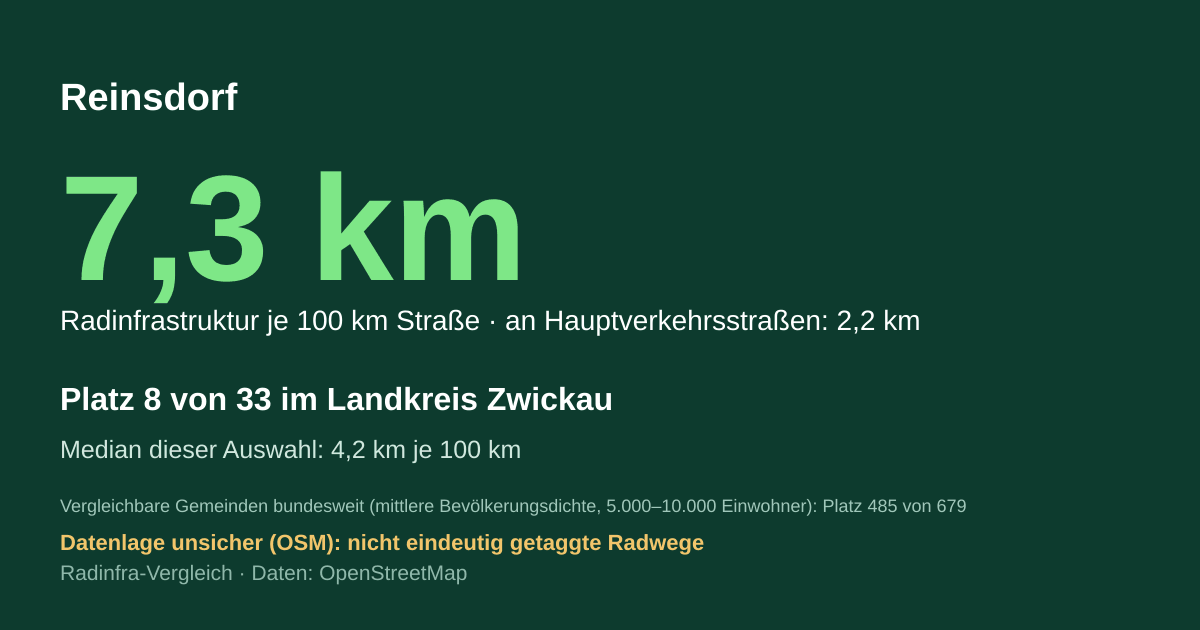 Reinsdorf
7,3 km
Radinfrastruktur je 100 km Straße · an Hauptverkehrsstraßen: 2,2 km
Platz 8 von 33 im Landkreis Zwickau
Median dieser Auswahl: 4,2 km je 100 km
Vergleichbare Gemeinden bundesweit (mittlere Bevölkerungsdichte, 5.000–10.000 Einwohner): Platz 485 von 679
Datenlage unsicher (OSM): nicht eindeutig getaggte Radwege
Radinfra-Vergleich · Daten: OpenStreetMap